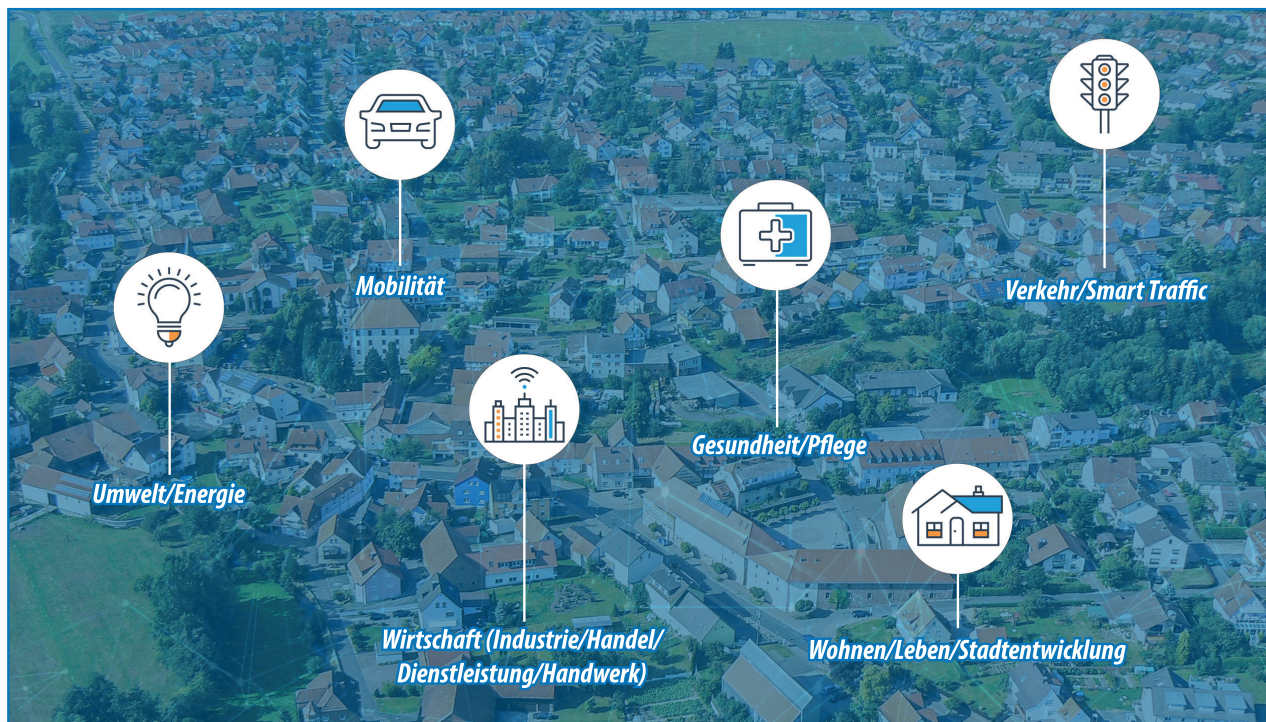 Mobilität
Verkehr/Smart Traffic
Umwelt/Energie
Gesundheit/Pflege
Wirtschaft (Industrie/Handel/
Dienstleistung/Handwerk)
Wohnen/Leben/Stadtentwicklung